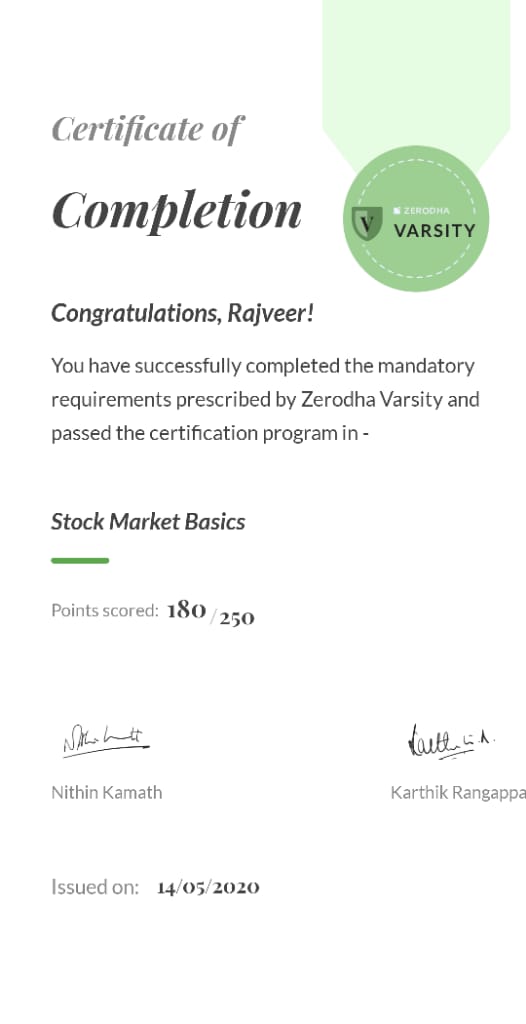 Certificate of
Completion
ZERODHA
VARSITY
V
Congratulations, Rajveer!
You have successfully completed the mandatory
requirements prescribed by Zerodha Varsity and
passed the certification program in -
Stock Market Basics
Points scored: 180 / 250
Nithin Kamath
Karthik Rangappa
Issued on: 14/05/2020